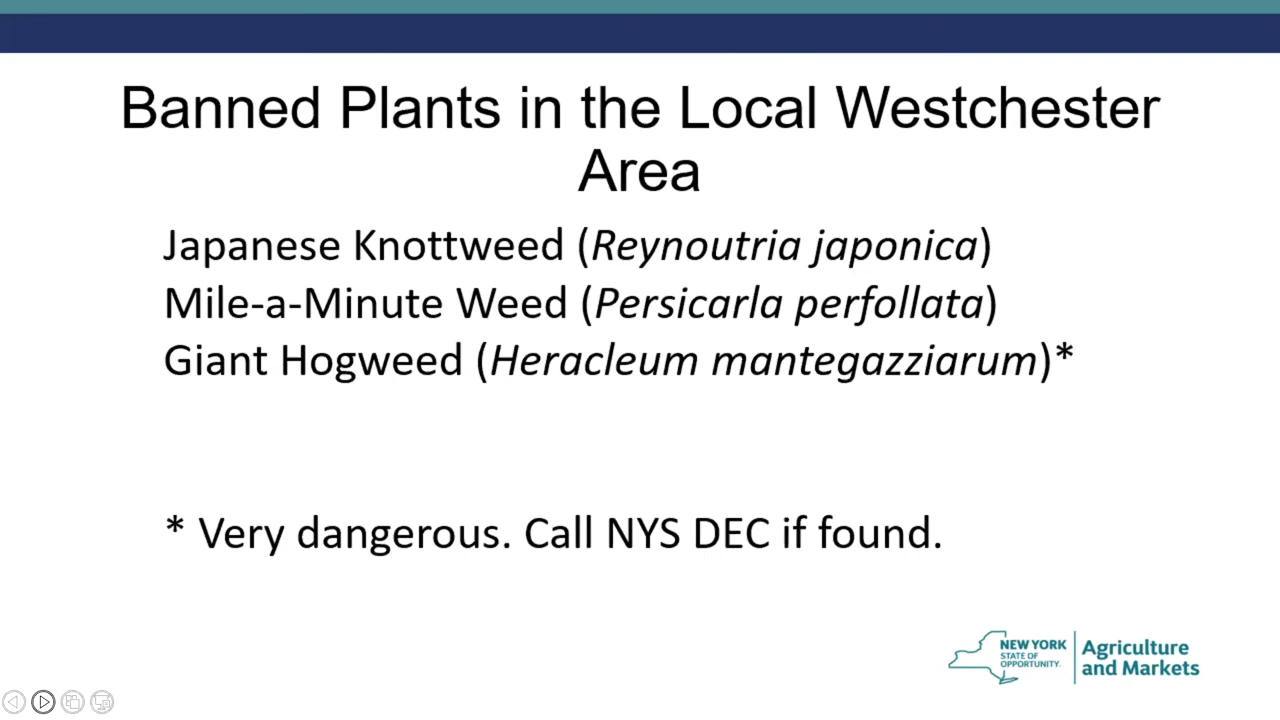 Banned Plants in the Local Westchester
Area
Japanese Knottweed (Reynoutria japonica)
Mile-a-Minute Weed (Persicarla perfollata)
Giant Hogweed (Heracleum mantegazziarum)*
* Very dangerous. Call NYS DEC if found.
NEW YORK
STATE OF
OPPORTUNITY.
Agriculture
and Markets